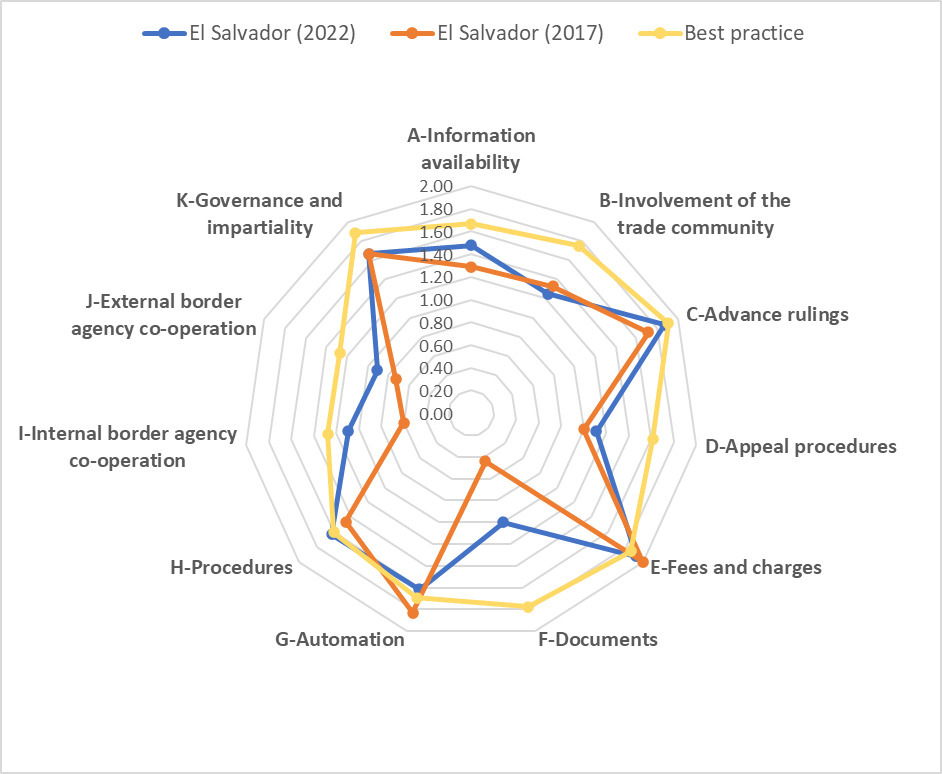 El Salvador (2022) El Salvador (2017) Best practice
A-Information
availability
B-Involvement of the
trade community
C-Advance rulings
D-Appeal procedures
E-Fees and charges
F-Documents
G-Automation
H-Procedures
I-Internal border agency
co-operation
J-External border
agency co-operation
K-Governance and
impartiality
2.00
1.80
1.60
1.40
1.20
1.00
0.80
0.60
0.40
0.20
0.00